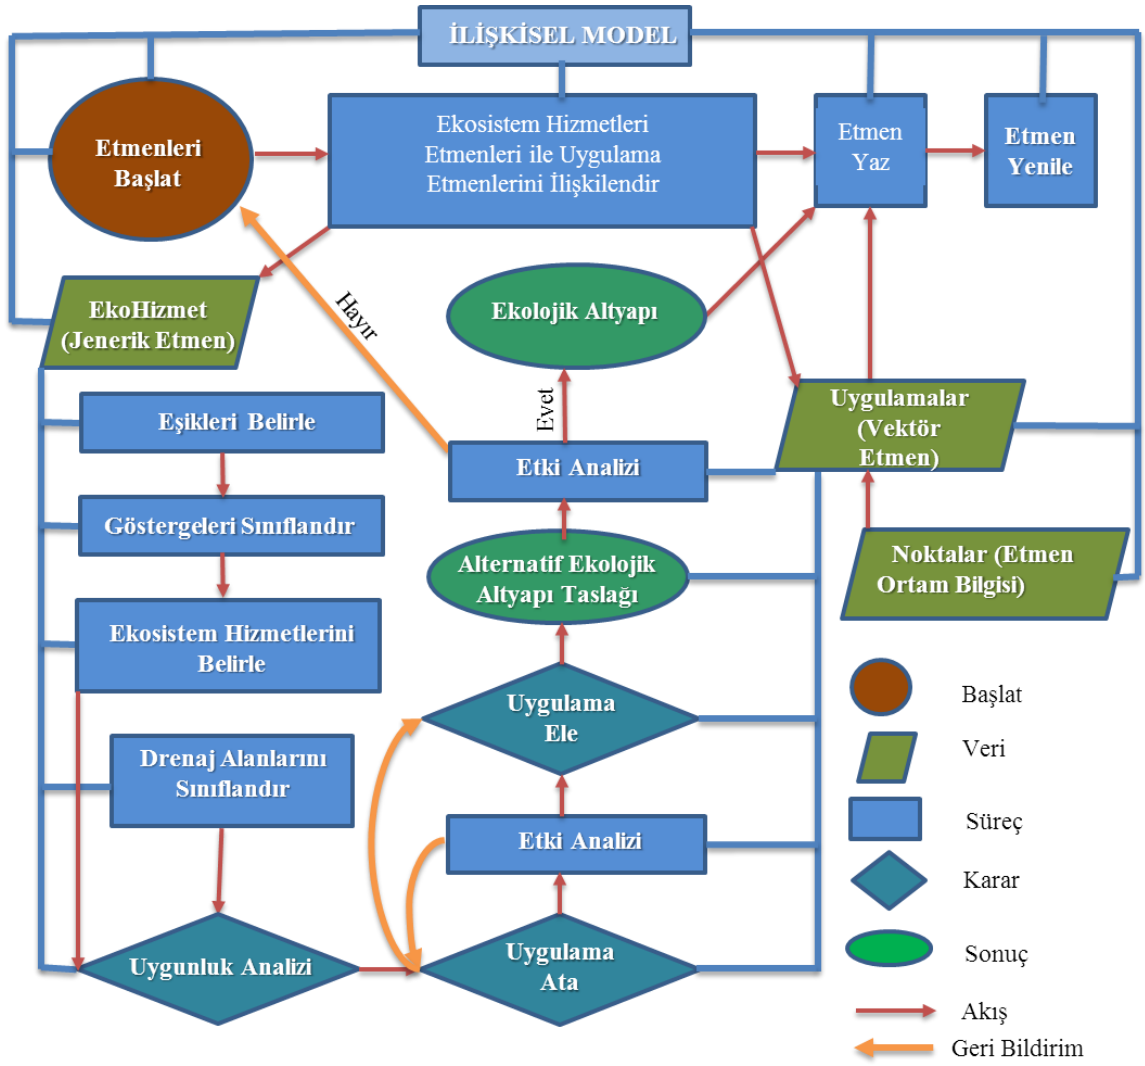 İLİŞKİSEL MODEL
Etmenleri
Başlat
Ekosistem Hizmetleri
Etmenleri ile Uygulama
Etmenlerini İlişkilendir
Etmen
Yaz
Etmen
Yenile
EkoHizmet
(Jenerik Etmen)
Hayır
Ekolojik Altyapı
Evet
Uygulamalar
(Vektör
Etmen)
Eşikleri Belirle
Etki Analizi
Göstergeleri Sınıflandır
Alternatif Ekolojik
Altyapı Taslağı
Noktalar (Etmen
Ortam Bilgisi)
Ekosistem Hizmetlerini
Belirle
Uygulama
Ele
Drenaj Alanlarını
Sınıflandır
Etki Analizi
Uygunluk Analizi
Uygulama
Ata
Başlat
Veri
Süreç
Karar
Sonuç
Akış
Geri Bildirim